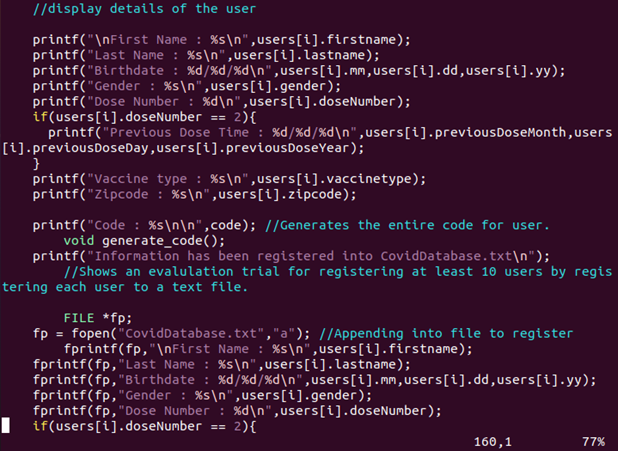 //display details of the user
printf("\nFirst Name : %s\n",users[i].firstname);
printf("Last Name : %s\n",users[i].lastname);
printf("Birthdate : %d/%d/%d\n",users[i].mm,users[i].dd,users[i].yy);
printf("Gender : %s\n",users[i].gender);
printf("Dose Number : %d\n",users[i].doseNumber);
if(users[i].doseNumber == 2){
printf("Previous Dose Time : %d/%d/%d\n",users[i].previousDoseMonth,users
[i].previousDoseDay,users[i].previousDoseYear);
}
printf("Vaccine type : %s\n",users[i].vaccinetype);
printf("Zipcode : %s\n",users[i].zipcode);
printf("Code : %s\n\n",code); //Generates the entire code for user.
void generate_code();
printf("Information has been registered into CovidDatabase.txt\n");
//Shows an evalulation trial for registering at least 10 users by regis
tering each user to a text file.
FILE *fp;
fp = fopen("CovidDatabase.txt","a"); //Appending into file to register
fprintf(fp,"\nFirst Name : %s\n",users[i].firstname);
fprintf(fp,"Last Name : %s\n",users[i].lastname);
fprintf(fp,"Birthdate : %d/%d/%d\n",users[i].mm,users[i].dd,users[i].yy);
fprintf(fp,"Gender : %s\n",users[i].gender);
fprintf(fp,"Dose Number : %d\n",users[i].doseNumber);
if(users[i].doseNumber == 2){
160,1 77%